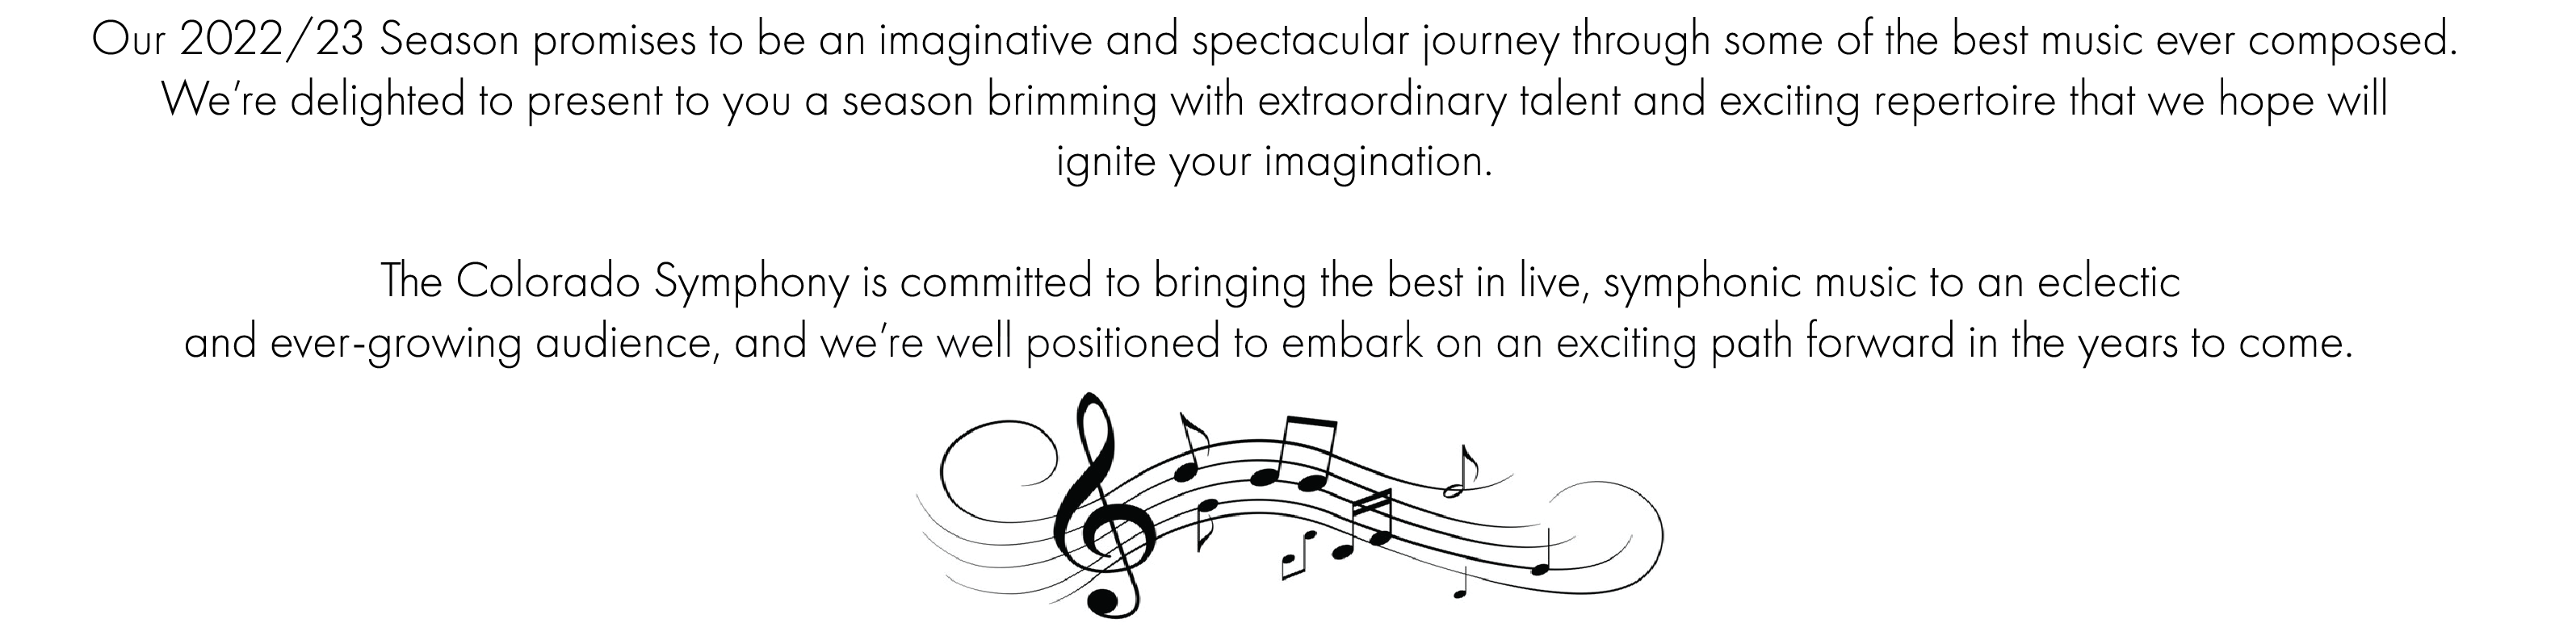 Our 2022/23 Season promises to be an imaginative and spectacular journey through some of the best music ever composed.
We’re delighted to present to you a season brimming with extraordinary talent and exciting repertoire that we hope will
ignite your imagination.
The Colorado Symphony is committed to bringing the best in live, symphonic music to an eclectic
and ever-growing audience, and we’re well positioned to embark on an exciting path forward in the years to come.